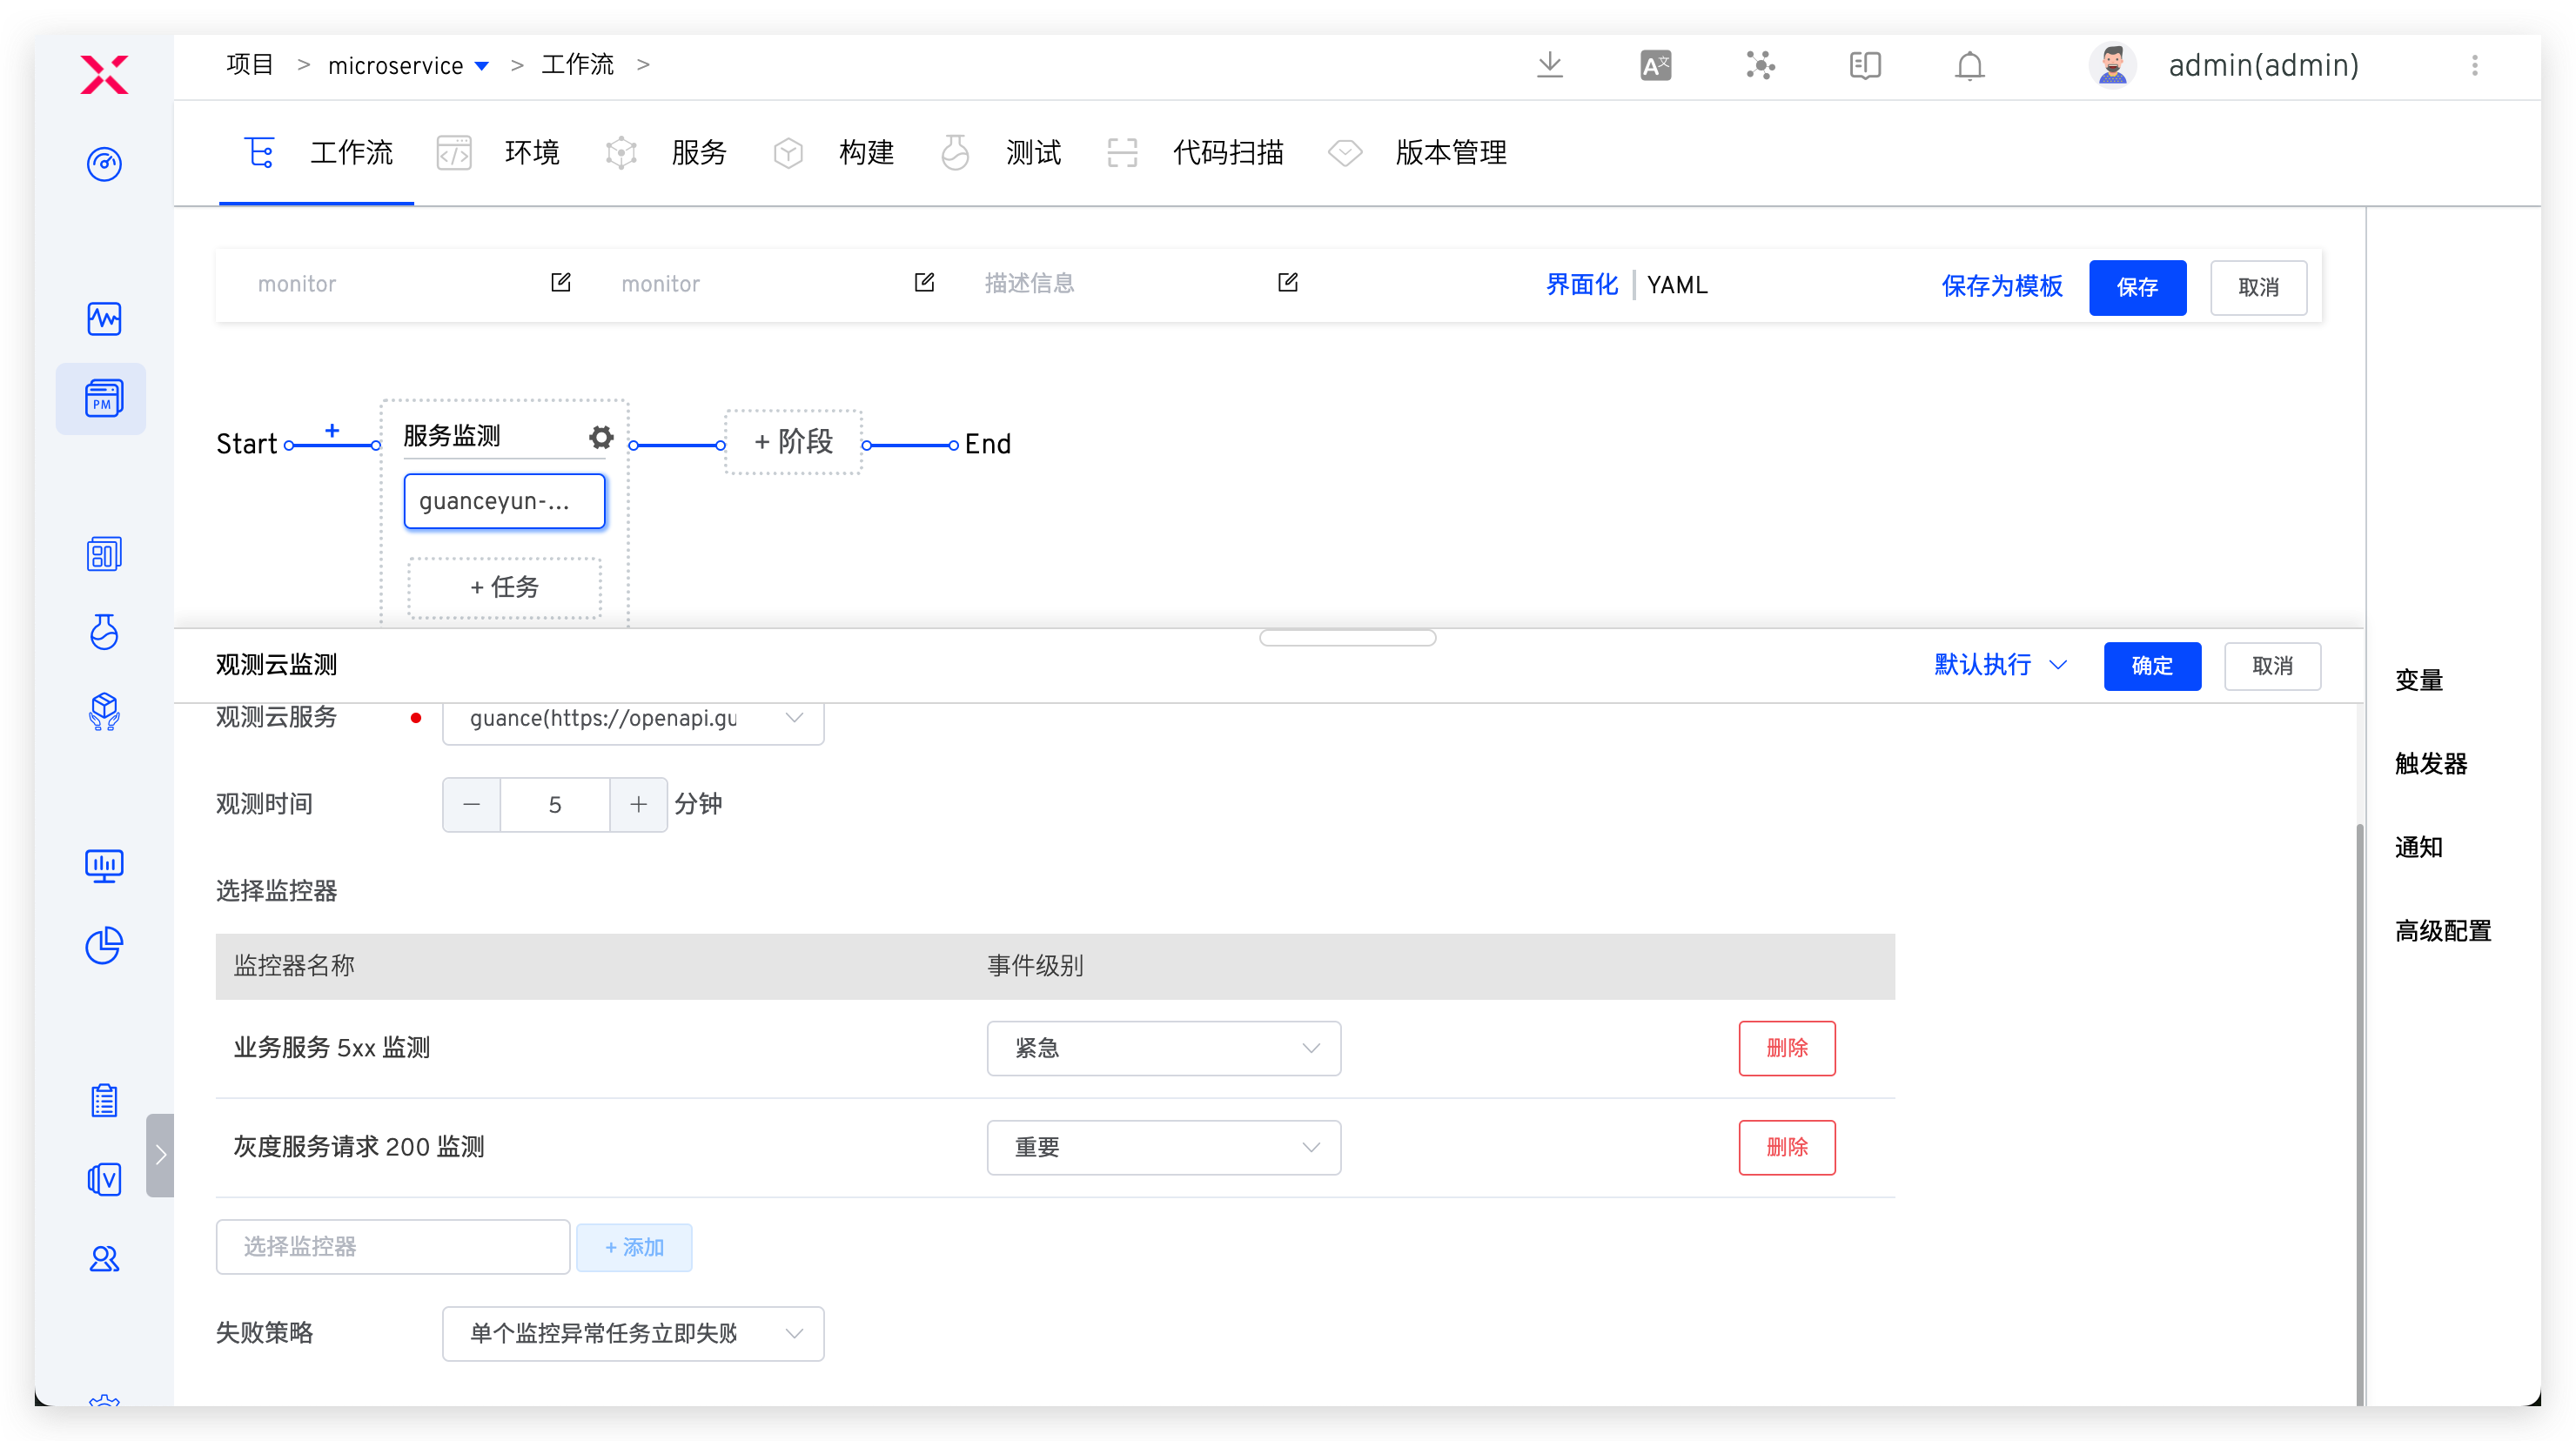 项目 > microservice > 工作流 >
admin(admin)
工作流 环境 服务 构建 测试 代码扫描 版本管理
monitor monitor 描述信息 界面化 YAML 保存为模板 保存 取消
Start + 服务监测 + 阶段 End
guanceyun-...
+ 任务
观测云监测 默认执行 确定 取消
观测云服务 guance(https://openapi.gu
观测时间 5 分钟
选择监控器
监控器名称 事件级别
业务服务 5xx 监测 紧急 删除
灰度服务请求 200 监测 重要 删除
选择监控器 + 添加
失败策略 单个监控异常任务立即失败
变量
触发器
通知
高级配置
PM
V
A文